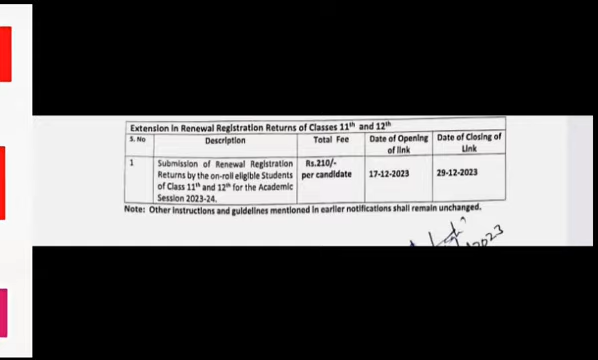 Extension in Renewal Registration Returns of Classes 11th and 12th
S. No Description Total Fee Date of Opening of link Date of Closing of Link
1 Submission of Renewal Registration Returns by the on-roll eligible Students of Class 11th and 12th for the Academic Session 2023-24. Rs.210/- per candidate 17-12-2023 29-12-2023
Note: Other instructions and guidelines mentioned in earlier notifications shall remain unchanged.
2023